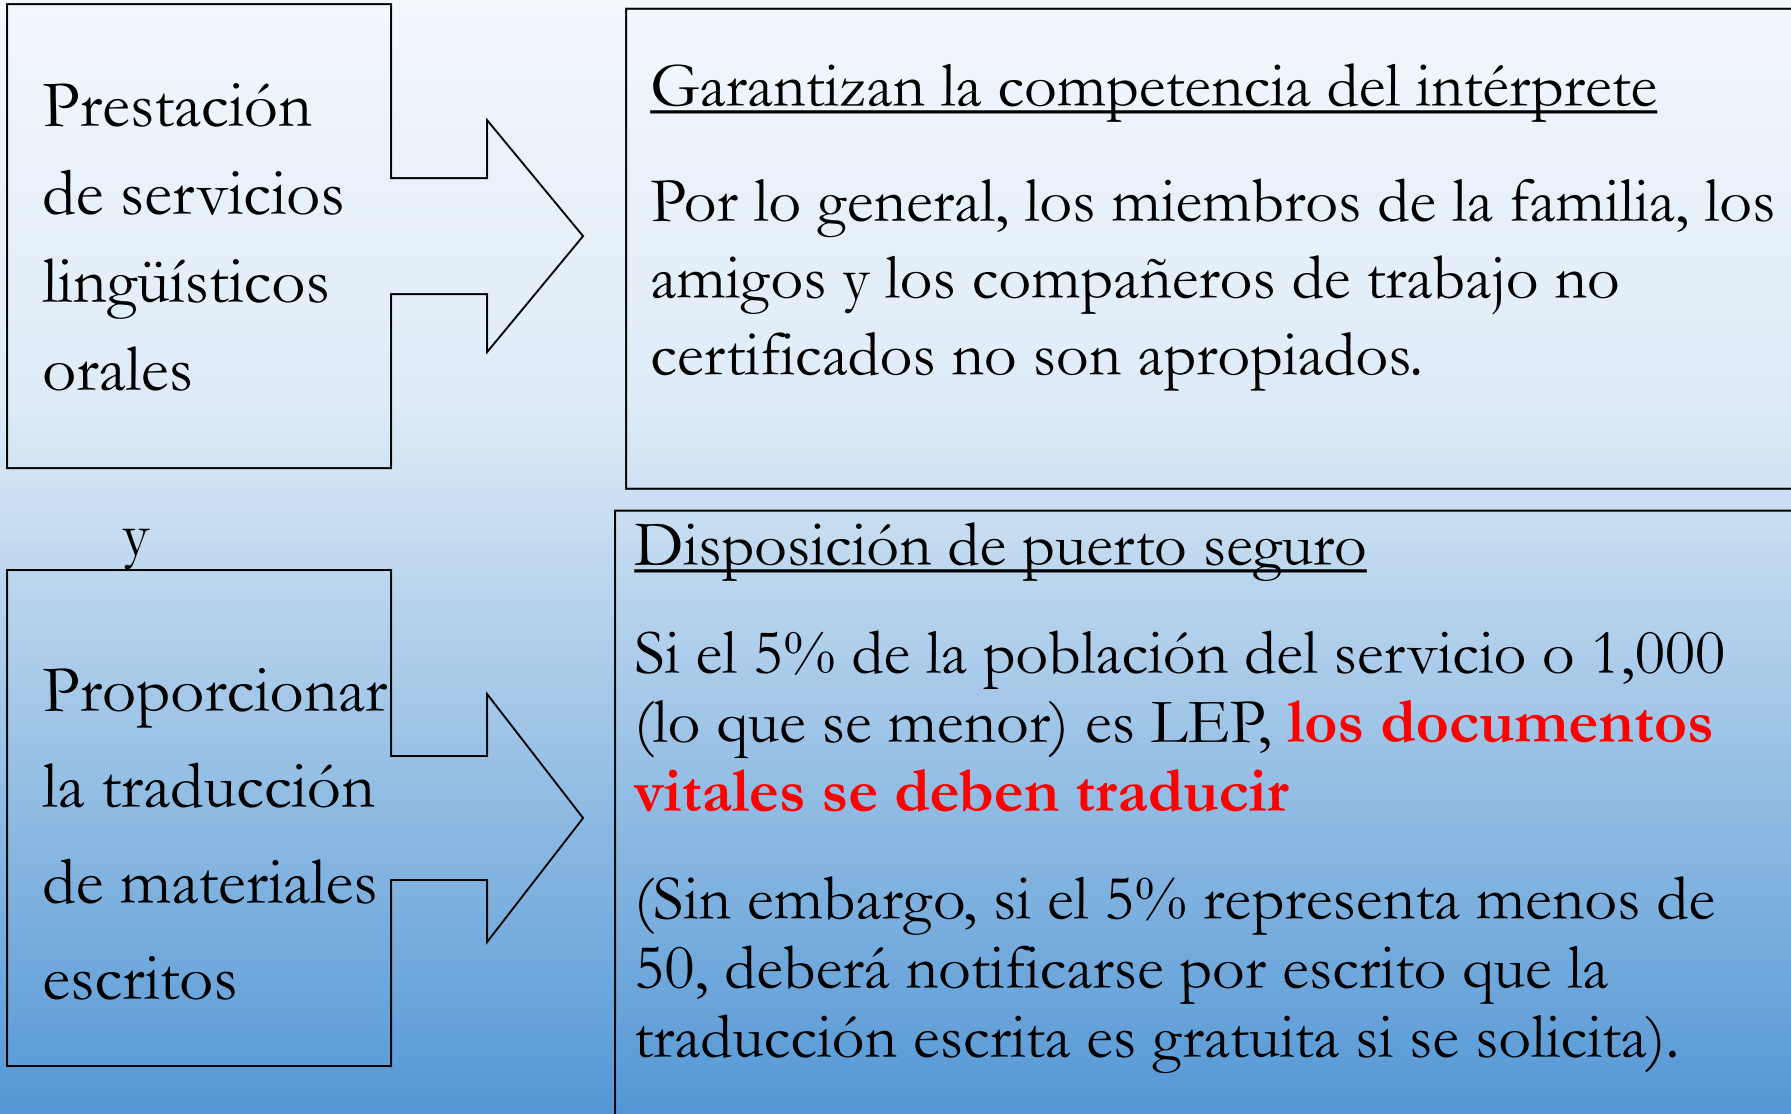 Prestación
de servicios
lingüísticos
orales
Garantizan la competencia del intérprete
Por lo general, los miembros de la familia, los
amigos y los compañeros de trabajo no
certificados no son apropiados.
y
Proporcionar
la traducción
de materiales
escritos
Disposición de puerto seguro
Si el 5% de la población del servicio o 1,000
(lo que se menor) es LEP, los documentos
vitales se deben traducir
(Sin embargo, si el 5% representa menos de
50, deberá notificarse por escrito que la
traducción escrita es gratuita si se solicita).